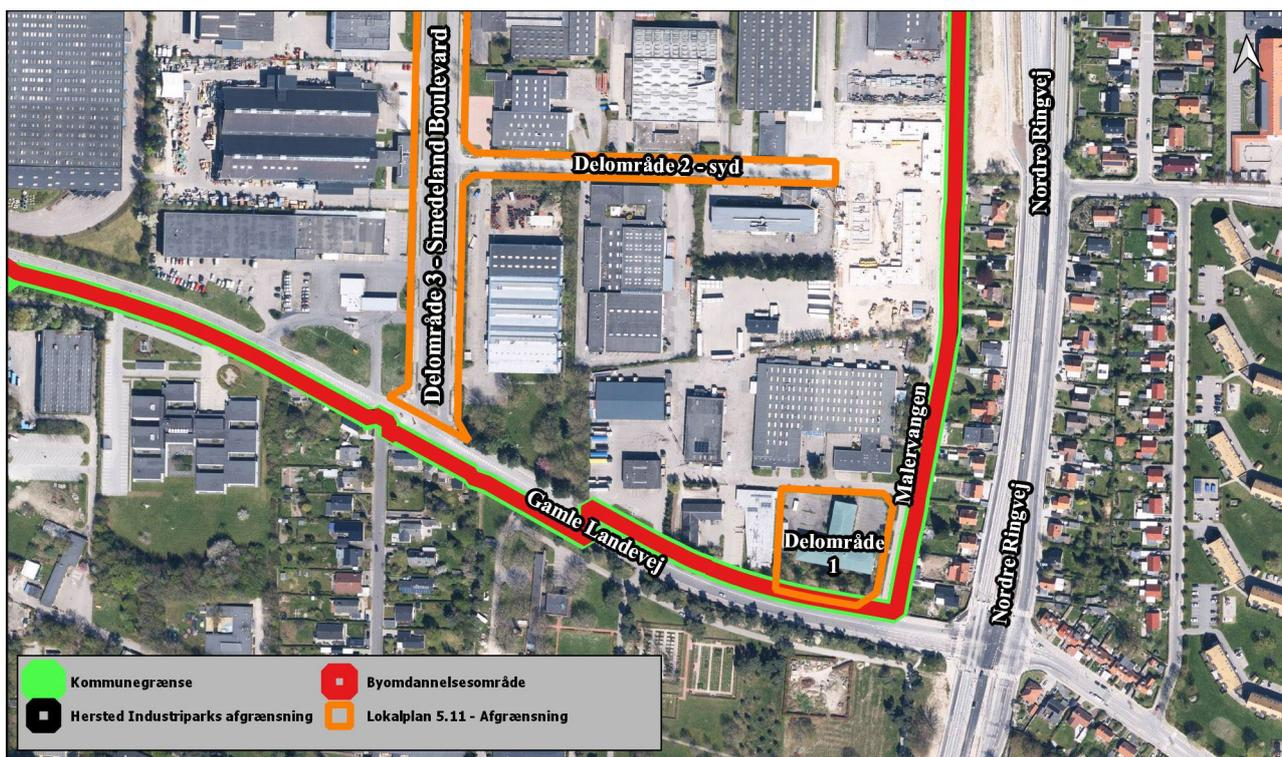 Delområde 3 - Smedeland Boulevard
Delområde 2 - syd
Nordre Ringvej
Malervangen
Gamle Landevej
Delområde
1
Nordre Ringvej
Kommunegrænse
Byomdannelsesområde
Hersted Industriparks afgrænsning
Lokalplan 5.11 - Afgrænsning